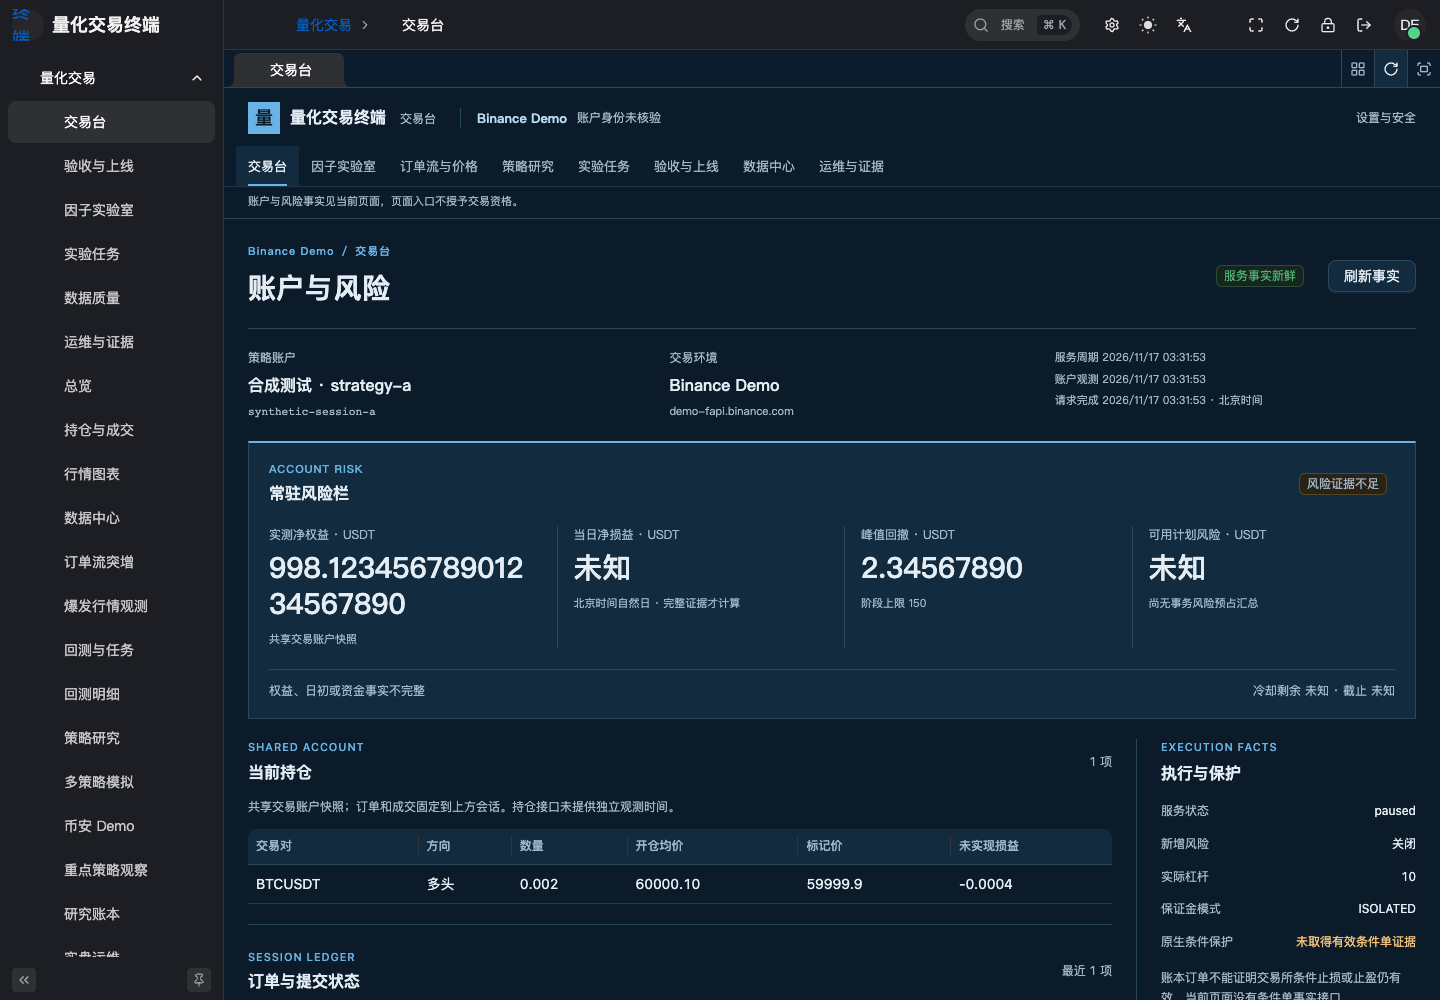 终端
量化交易终端
量化交易
交易台
搜索
⌘ K
DE
量化交易
交易台
验收与上线
因子实验室
实验任务
数据质量
运维与证据
总览
持仓与成交
行情图表
数据中心
订单流突增
爆发行情观测
回测与任务
回测明细
策略研究
多策略模拟
币安 Demo
重点策略观察
研究账本
实盘运维
交易台
量
量化交易终端
交易台
Binance Demo
账户身份未核验
设置与安全
交易台
因子实验室
订单流与价格
策略研究
实验任务
验收与上线
数据中心
运维与证据
账户与风险事实见当前页面，页面入口不授予交易资格。
Binance Demo / 交易台
账户与风险
服务事实新鲜
刷新事实
策略账户
合成测试 · strategy-a
synthetic-session-a
交易环境
Binance Demo
demo-fapi.binance.com
服务周期 2026/11/17 03:31:53
账户观测 2026/11/17 03:31:53
请求完成 2026/11/17 03:31:53 · 北京时间
ACCOUNT RISK
常驻风险栏
风险证据不足
实测净权益 · USDT
998.123456789012
34567890
共享交易账户快照
当日净损益 · USDT
未知
北京时间自然日 · 完整证据才计算
峰值回撤 · USDT
2.34567890
阶段上限 150
可用计划风险 · USDT
未知
尚无事务风险预占汇总
权益、日初或资金事实不完整
冷却剩余 未知 · 截止 未知
SHARED ACCOUNT
当前持仓
1 项
共享交易账户快照；订单和成交固定到上方会话。持仓接口未提供独立观测时间。
交易对
方向
数量
开仓均价
标记价
未实现损益
BTCUSDT
多头
0.002
60000.10
59999.9
-0.0004
SESSION LEDGER
订单与提交状态
最近 1 项
EXECUTION FACTS
执行与保护
服务状态
paused
新增风险
关闭
实际杠杆
10
保证金模式
ISOLATED
原生条件保护
未取得有效条件单证据
账本订单不能证明交易所条件止损或止盈仍有
效，当前页面没有条件单事实接口